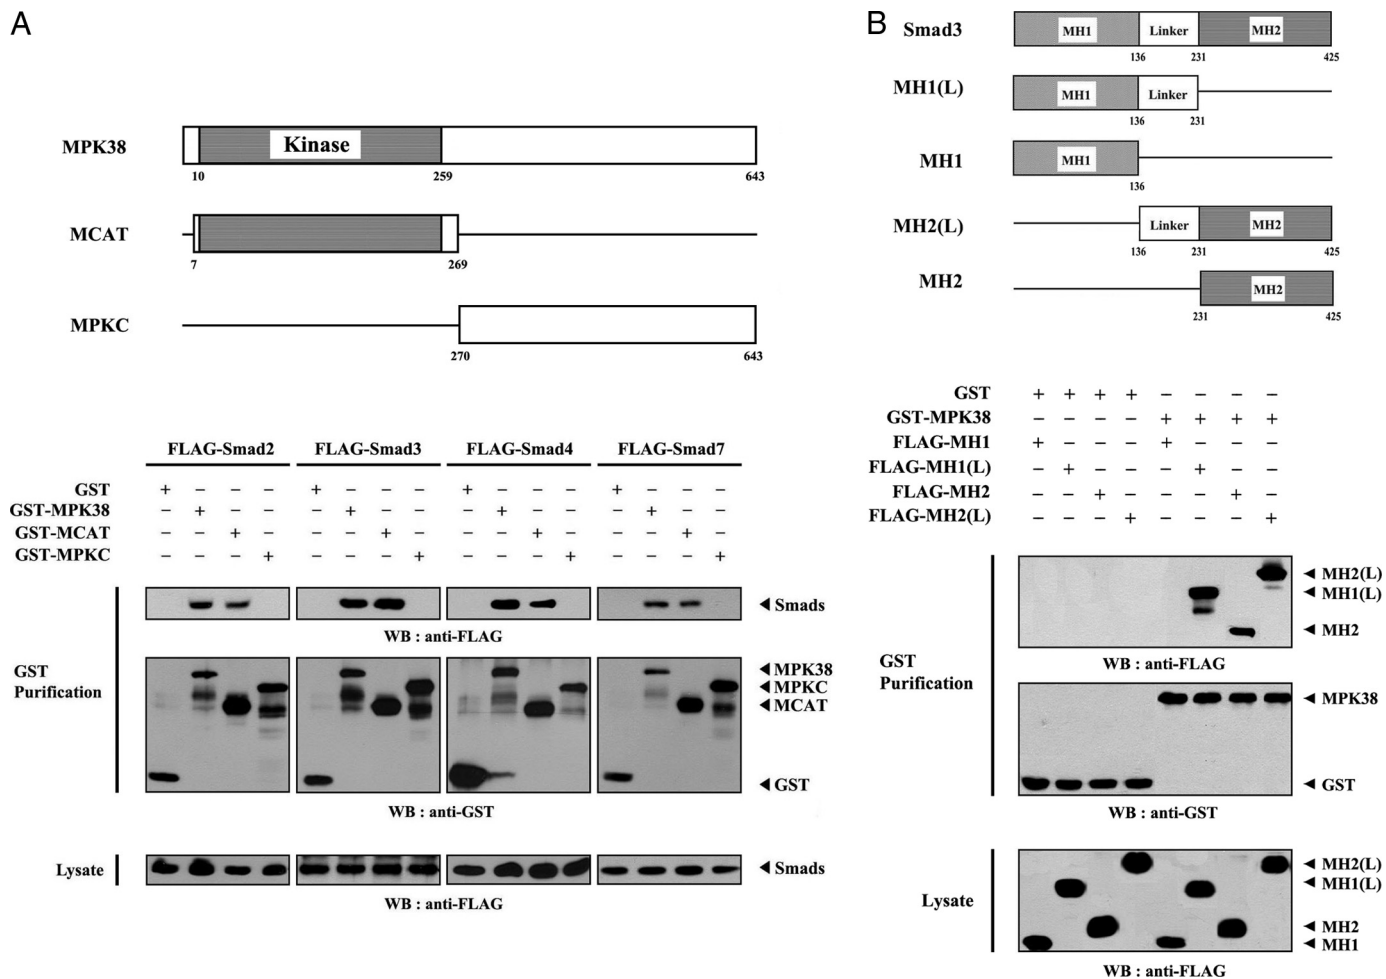 A
MPK38
Kinase
10 259 643
MCAT
7 269
MPKC
270 643
FLAG-Smad2 FLAG-Smad3 FLAG-Smad4 FLAG-Smad7
GST + − − − + − − − + − − − + − − −
GST-MPK38 − + − − − + − − − + − − − + − −
GST-MCAT − − + − − − + − − − + − − − + −
GST-MPKC − − − + − − − + − − − + − − − +
GST
Purification
◄ Smads
WB : anti-FLAG
◄ MPK38
◄ MPKC
◄ MCAT
◄ GST
WB : anti-GST
Lysate
◄ Smads
WB : anti-FLAG
B
Smad3 MH1 Linker MH2
136 231 425
MH1(L) MH1 Linker
136 231
MH1 MH1
136
MH2(L) Linker MH2
136 231 425
MH2 MH2
231 425
GST + + + + − − − −
GST-MPK38 − − − − + + + +
FLAG-MH1 + − − − + − − −
FLAG-MH1(L) − + − − − + − −
FLAG-MH2 − − + − − − + −
FLAG-MH2(L) − − − + − − − +
GST
Purification
◄ MH2(L)
◄ MH1(L)
◄ MH2
WB : anti-FLAG
◄ MPK38
◄ GST
WB : anti-GST
Lysate
◄ MH2(L)
◄ MH1(L)
◄ MH2
◄ MH1
WB : anti-FLAG